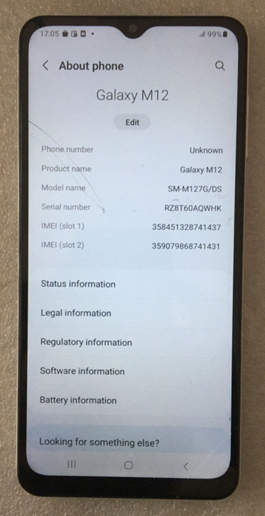 17.05 99%
About phone
Galaxy M12
Edit
Phone number Unknown
Product name Galaxy M12
Model name SM-M127G/DS
Serial number RZ8T60AQWHK
IMEI (slot 1) 358451328741437
IMEI (slot 2) 359079868741431
Status information
Legal information
Regulatory information
Software information
Battery information
Looking for something else?